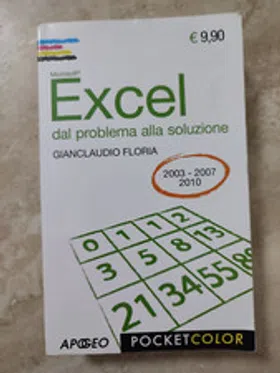 € 9,90
Microsoft®
Excel
dal problema alla soluzione
GIANCLAUDIO FLORIA
2003 - 2007
2010
0 1 1 2
3 5 8 13
21 34 55
APOGEO
POCKETCOLOR